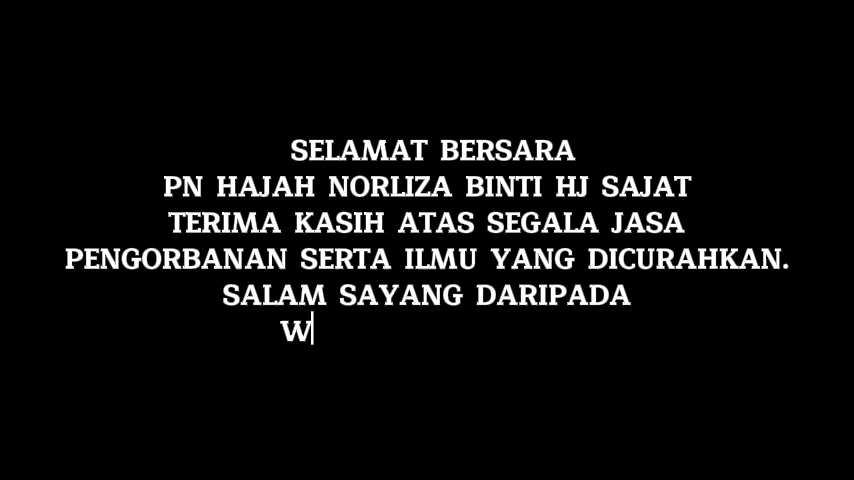 SELAMAT BERSARA
PN HAJAH NORLIZA BINTI HJ SAJAT
TERIMA KASIH ATAS SEGALA JASA
PENGORBANAN SERTA ILMU YANG DICURAHKAN.
SALAM SAYANG DARIPADA
W